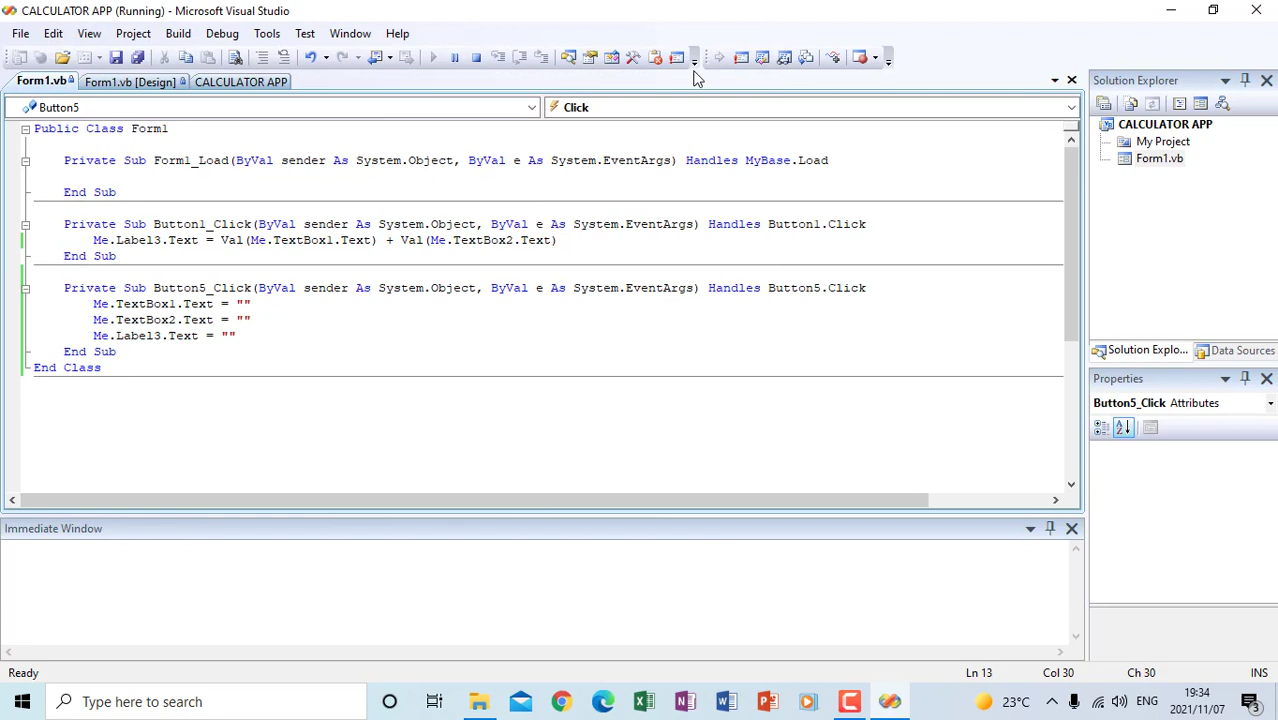 CALCULATOR APP (Running) - Microsoft Visual Studio
File Edit View Project Build Debug Tools Test Window Help
Form1.vb Form1.vb [Design] CALCULATOR APP
Button5 Click
Public Class Form1
Private Sub Form1_Load(ByVal sender As System.Object, ByVal e As System.EventArgs) Handles MyBase.Load
End Sub
Private Sub Button1_Click(ByVal sender As System.Object, ByVal e As System.EventArgs) Handles Button1.Click
Me.Label3.Text = Val(Me.TextBox1.Text) + Val(Me.TextBox2.Text)
End Sub
Private Sub Button5_Click(ByVal sender As System.Object, ByVal e As System.EventArgs) Handles Button5.Click
Me.TextBox1.Text = ""
Me.TextBox2.Text = ""
Me.Label3.Text = ""
End Sub
End Class
Solution Explorer
CALCULATOR APP
My Project
Form1.vb
Solution Explo... Data Sources
Properties
Button5_Click Attributes
Immediate Window
Ready Ln 13 Col 30 Ch 30 INS
Type here to search
23°C ENG
19:34
2021/11/07
3